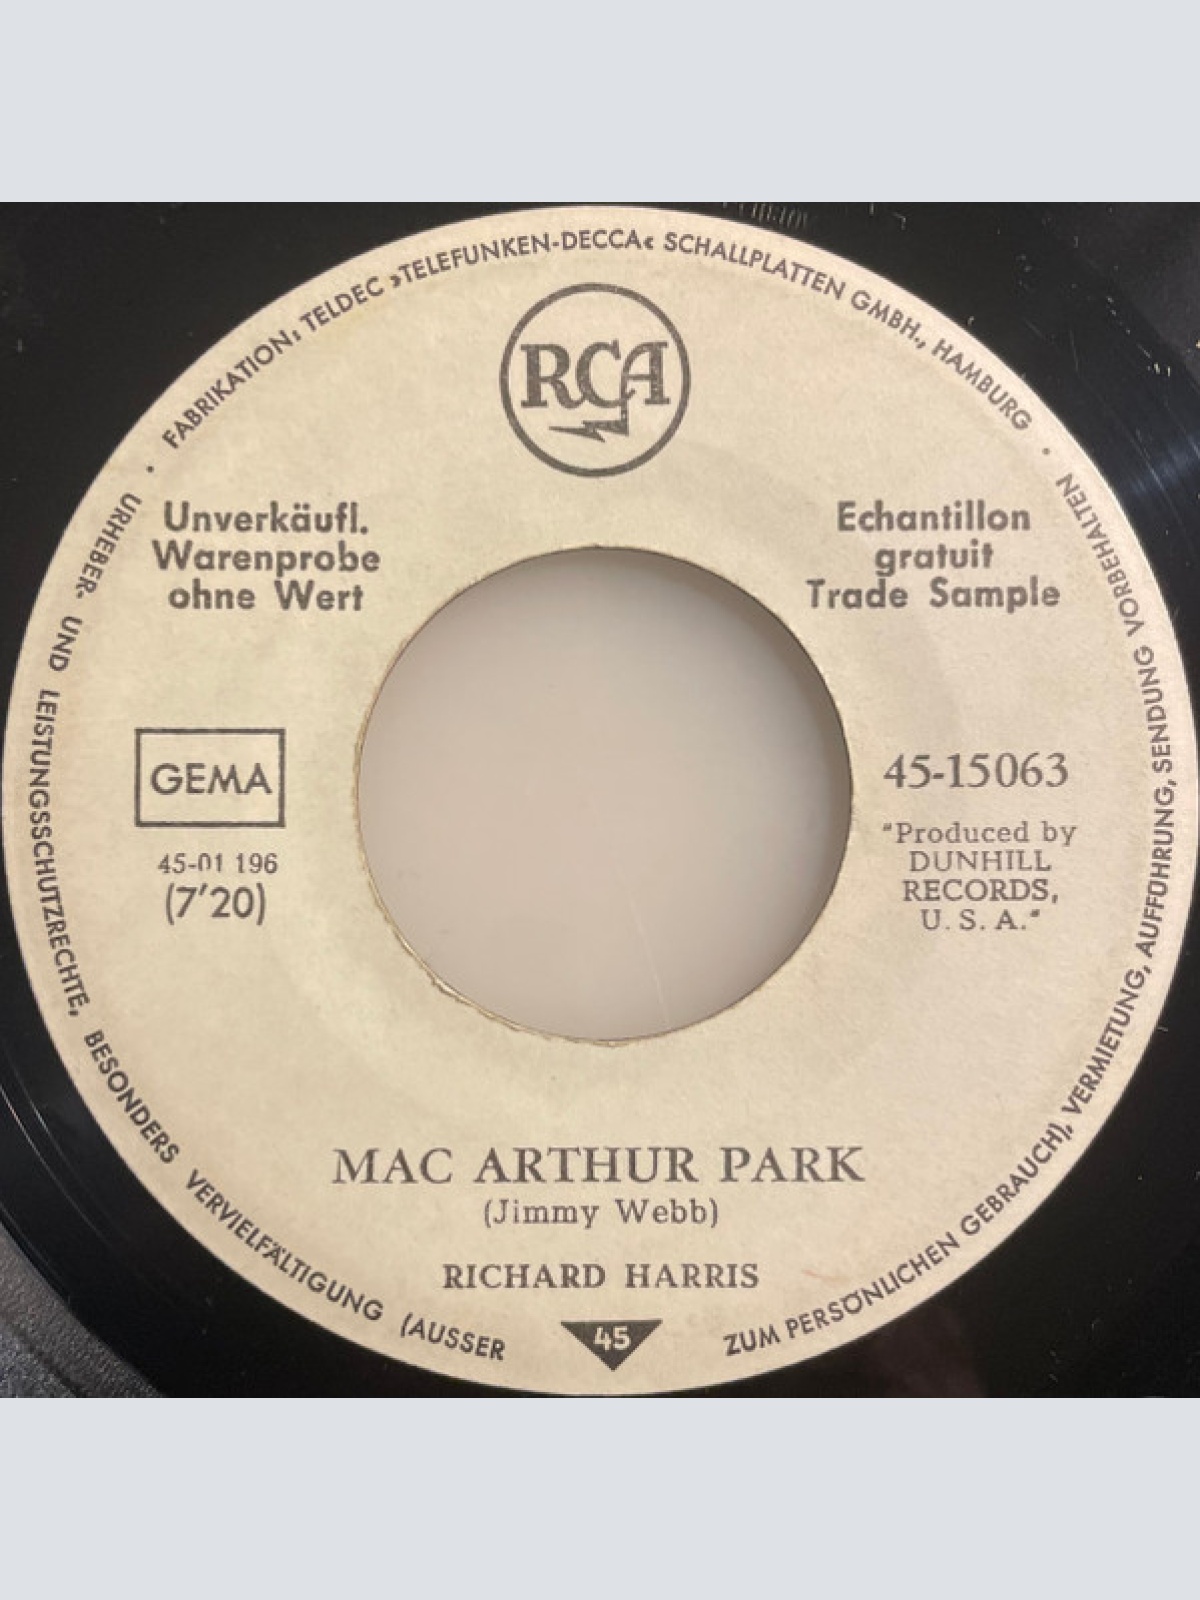 FABRIKATION: TELDEC »TELEFUNKEN-DECCA« SCHALLPLATTEN GMBH., HAMBURG ·
RCA
Unverkäufl.
Warenprobe
ohne Wert
Echantillon
gratuit
Trade Sample
GEMA
45-01 196
(7'20)
45-15063
"Produced by
DUNHILL
RECORDS,
U. S. A."
MAC ARTHUR PARK
(Jimmy Webb)
RICHARD HARRIS
45
· URHEBER- UND LEISTUNGSSCHUTZRECHTE, BESONDERS VERVIELFÄLTIGUNG (AUSSER ZUM PERSÖNLICHEN GEBRAUCH), VERMIETUNG, AUFFÜHRUNG, SENDUNG VORBEHALTEN